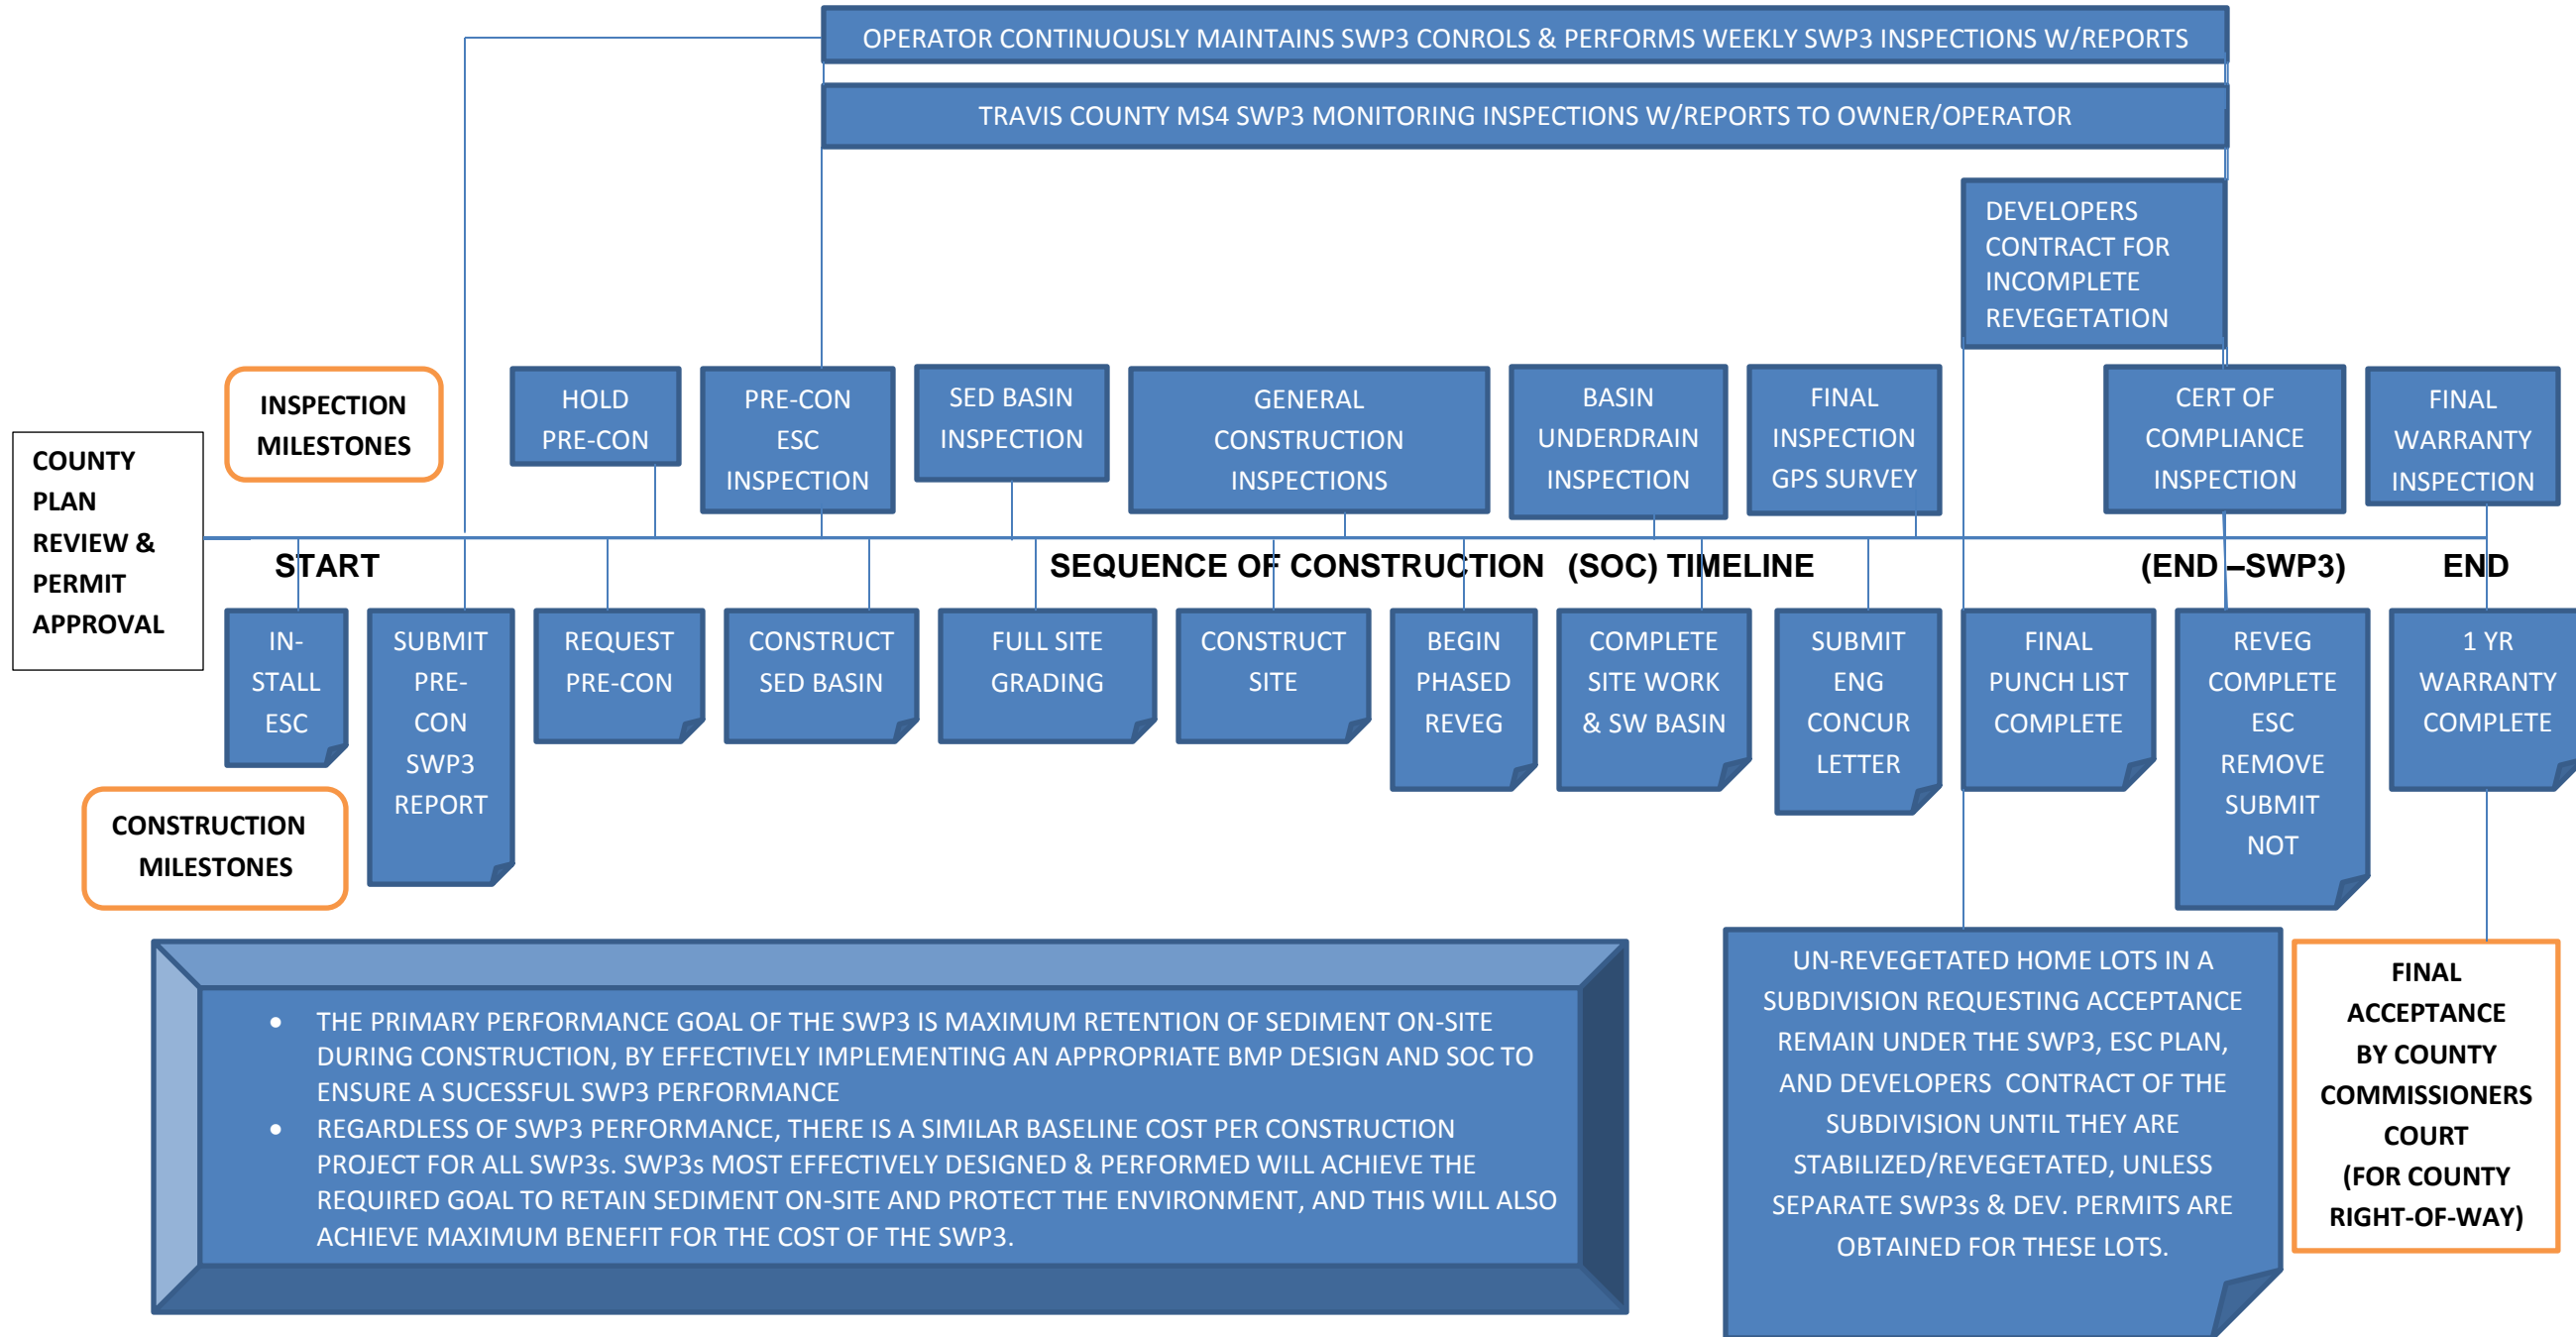 OPERATOR CONTINUOUSLY MAINTAINS SWP3 CONROLS & PERFORMS WEEKLY SWP3 INSPECTIONS W/REPORTS
TRAVIS COUNTY MS4 SWP3 MONITORING INSPECTIONS W/REPORTS TO OWNER/OPERATOR
DEVELOPERS
CONTRACT FOR
INCOMPLETE
REVEGETATION
COUNTY
PLAN
REVIEW &
PERMIT
APPROVAL
INSPECTION
MILESTONES
HOLD
PRE-CON
PRE-CON
ESC
INSPECTION
SED BASIN
INSPECTION
GENERAL
CONSTRUCTION
INSPECTIONS
BASIN
UNDERDRAIN
INSPECTION
FINAL
INSPECTION
GPS SURVEY
CERT OF
COMPLIANCE
INSPECTION
FINAL
WARRANTY
INSPECTION
START
SEQUENCE OF CONSTRUCTION (SOC) TIMELINE
(END –SWP3)
END
IN-
STALL
ESC
SUBMIT
PRE-
CON
SWP3
REPORT
REQUEST
PRE-CON
CONSTRUCT
SED BASIN
FULL SITE
GRADING
CONSTRUCT
SITE
BEGIN
PHASED
REVEG
COMPLETE
SITE WORK
& SW BASIN
SUBMIT
ENG
CONCUR
LETTER
FINAL
PUNCH LIST
COMPLETE
REVEG
COMPLETE
ESC
REMOVE
SUBMIT
NOT
1 YR
WARRANTY
COMPLETE
CONSTRUCTION
MILESTONES
• THE PRIMARY PERFORMANCE GOAL OF THE SWP3 IS MAXIMUM RETENTION OF SEDIMENT ON-SITE
DURING CONSTRUCTION, BY EFFECTIVELY IMPLEMENTING AN APPROPRIATE BMP DESIGN AND SOC TO
ENSURE A SUCESSFUL SWP3 PERFORMANCE
• REGARDLESS OF SWP3 PERFORMANCE, THERE IS A SIMILAR BASELINE COST PER CONSTRUCTION
PROJECT FOR ALL SWP3s. SWP3s MOST EFFECTIVELY DESIGNED & PERFORMED WILL ACHIEVE THE
REQUIRED GOAL TO RETAIN SEDIMENT ON-SITE AND PROTECT THE ENVIRONMENT, AND THIS WILL ALSO
ACHIEVE MAXIMUM BENEFIT FOR THE COST OF THE SWP3.
UN-REVEGETATED HOME LOTS IN A
SUBDIVISION REQUESTING ACCEPTANCE
REMAIN UNDER THE SWP3, ESC PLAN,
AND DEVELOPERS CONTRACT OF THE
SUBDIVISION UNTIL THEY ARE
STABILIZED/REVEGETATED, UNLESS
SEPARATE SWP3s & DEV. PERMITS ARE
OBTAINED FOR THESE LOTS.
FINAL
ACCEPTANCE
BY COUNTY
COMMISSIONERS
COURT
(FOR COUNTY
RIGHT-OF-WAY)